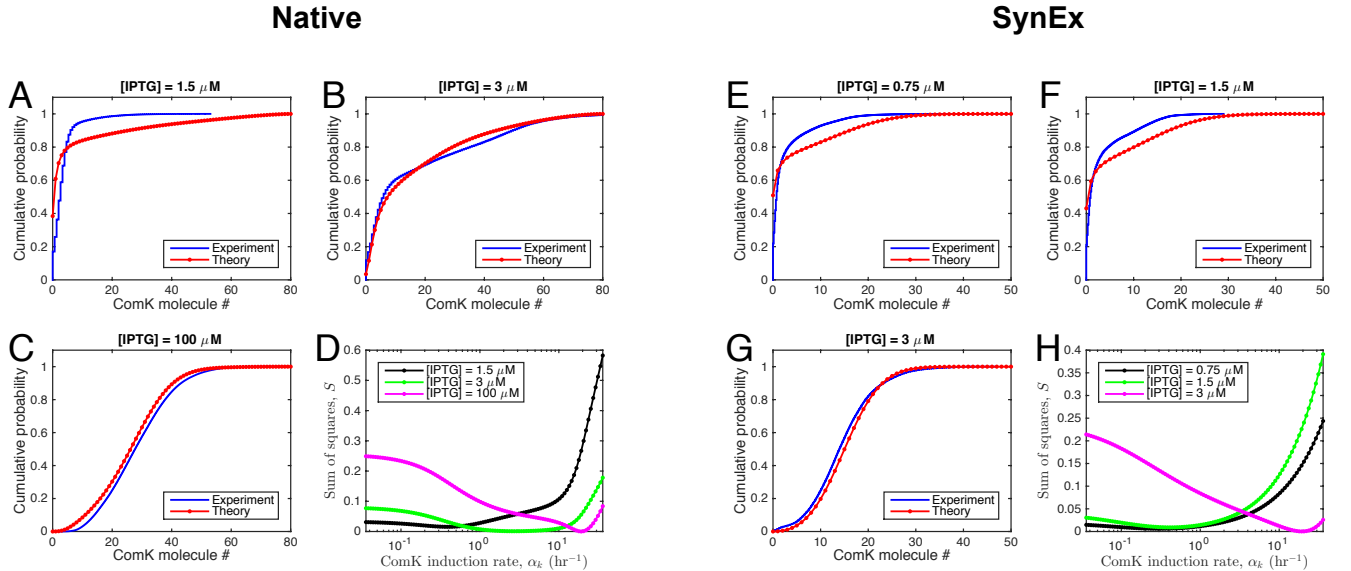 Native
SynEx
A
[IPTG] = 1.5 μM
Cumulative probability
1
0.8
0.6
0.4
0.2
0
0 20 40 60 80
ComK molecule #
Experiment
Theory
B
[IPTG] = 3 μM
Cumulative probability
1
0.8
0.6
0.4
0.2
0
0 20 40 60 80
ComK molecule #
Experiment
Theory
E
[IPTG] = 0.75 μM
Cumulative probability
1
0.8
0.6
0.4
0.2
0
0 10 20 30 40 50
ComK molecule #
Experiment
Theory
F
[IPTG] = 1.5 μM
Cumulative probability
1
0.8
0.6
0.4
0.2
0
0 10 20 30 40 50
ComK molecule #
Experiment
Theory
C
[IPTG] = 100 μM
Cumulative probability
1
0.8
0.6
0.4
0.2
0
0 20 40 60 80
ComK molecule #
Experiment
Theory
D
Sum of squares, S
0.6
0.5
0.4
0.3
0.2
0.1
0
10⁻¹ 10⁰ 10¹
ComK induction rate, αₖ (hr⁻¹)
[IPTG] = 1.5 μM
[IPTG] = 3 μM
[IPTG] = 100 μM
G
[IPTG] = 3 μM
Cumulative probability
1
0.8
0.6
0.4
0.2
0
0 10 20 30 40 50
ComK molecule #
Experiment
Theory
H
Sum of squares, S
0.4
0.35
0.3
0.25
0.2
0.15
0.1
0.05
0
10⁻¹ 10⁰ 10¹
ComK induction rate, αₖ (hr⁻¹)
[IPTG] = 0.75 μM
[IPTG] = 1.5 μM
[IPTG] = 3 μM